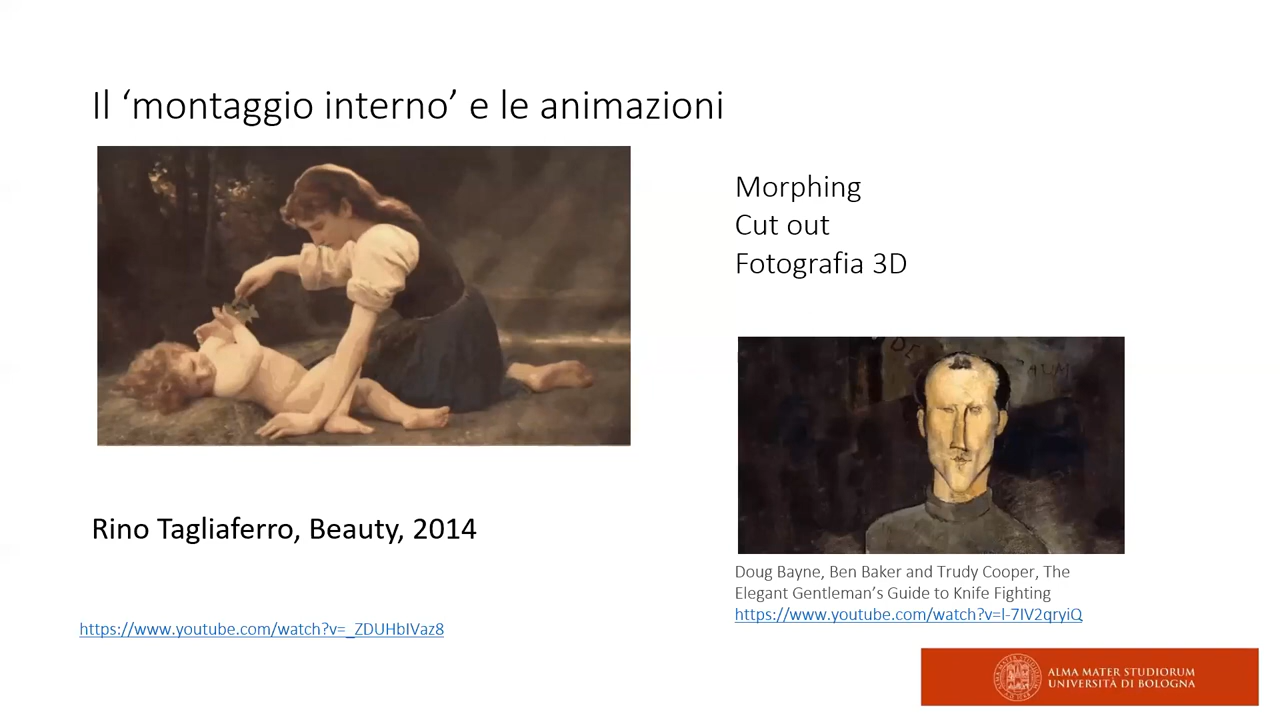 Il ‘montaggio interno’ e le animazioni
Morphing
Cut out
Fotografia 3D
Rino Tagliaferro, Beauty, 2014
https://www.youtube.com/watch?v=_ZDUHbIVaz8
Doug Bayne, Ben Baker and Trudy Cooper, The
Elegant Gentleman’s Guide to Knife Fighting
https://www.youtube.com/watch?v=l-7IV2qryiQ
ALMA MATER STUDIORUM
UNIVERSITÀ DI BOLOGNA